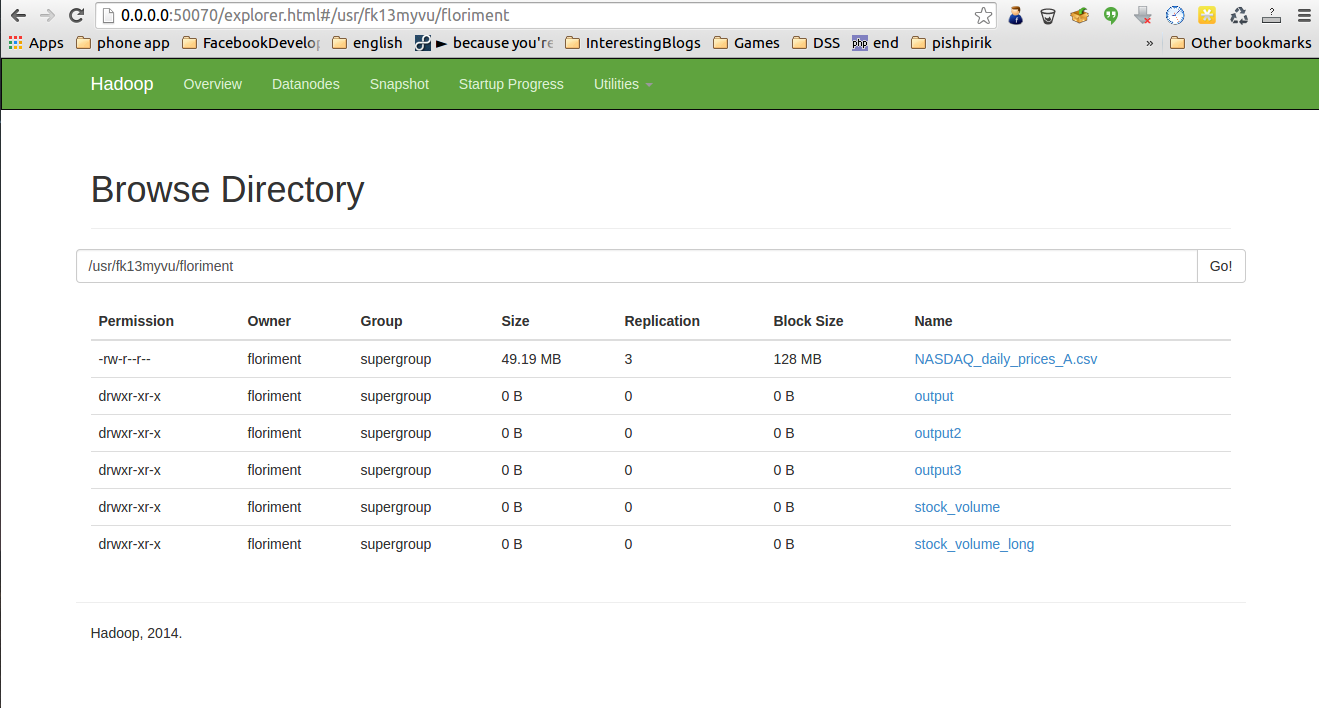 0.0.0.0:50070/explorer.html#/usr/fk13myvu/floriment
Apps phone app FacebookDevelo english ► because you're InterestingBlogs Games DSS php end pishpirik » Other bookmarks
Hadoop Overview Datanodes Snapshot Startup Progress Utilities
Browse Directory
/usr/fk13myvu/floriment Go!
Permission Owner Group Size Replication Block Size Name
-rw-r--r-- floriment supergroup 49.19 MB 3 128 MB NASDAQ_daily_prices_A.csv
drwxr-xr-x floriment supergroup 0 B 0 0 B output
drwxr-xr-x floriment supergroup 0 B 0 0 B output2
drwxr-xr-x floriment supergroup 0 B 0 0 B output3
drwxr-xr-x floriment supergroup 0 B 0 0 B stock_volume
drwxr-xr-x floriment supergroup 0 B 0 0 B stock_volume_long
Hadoop, 2014.